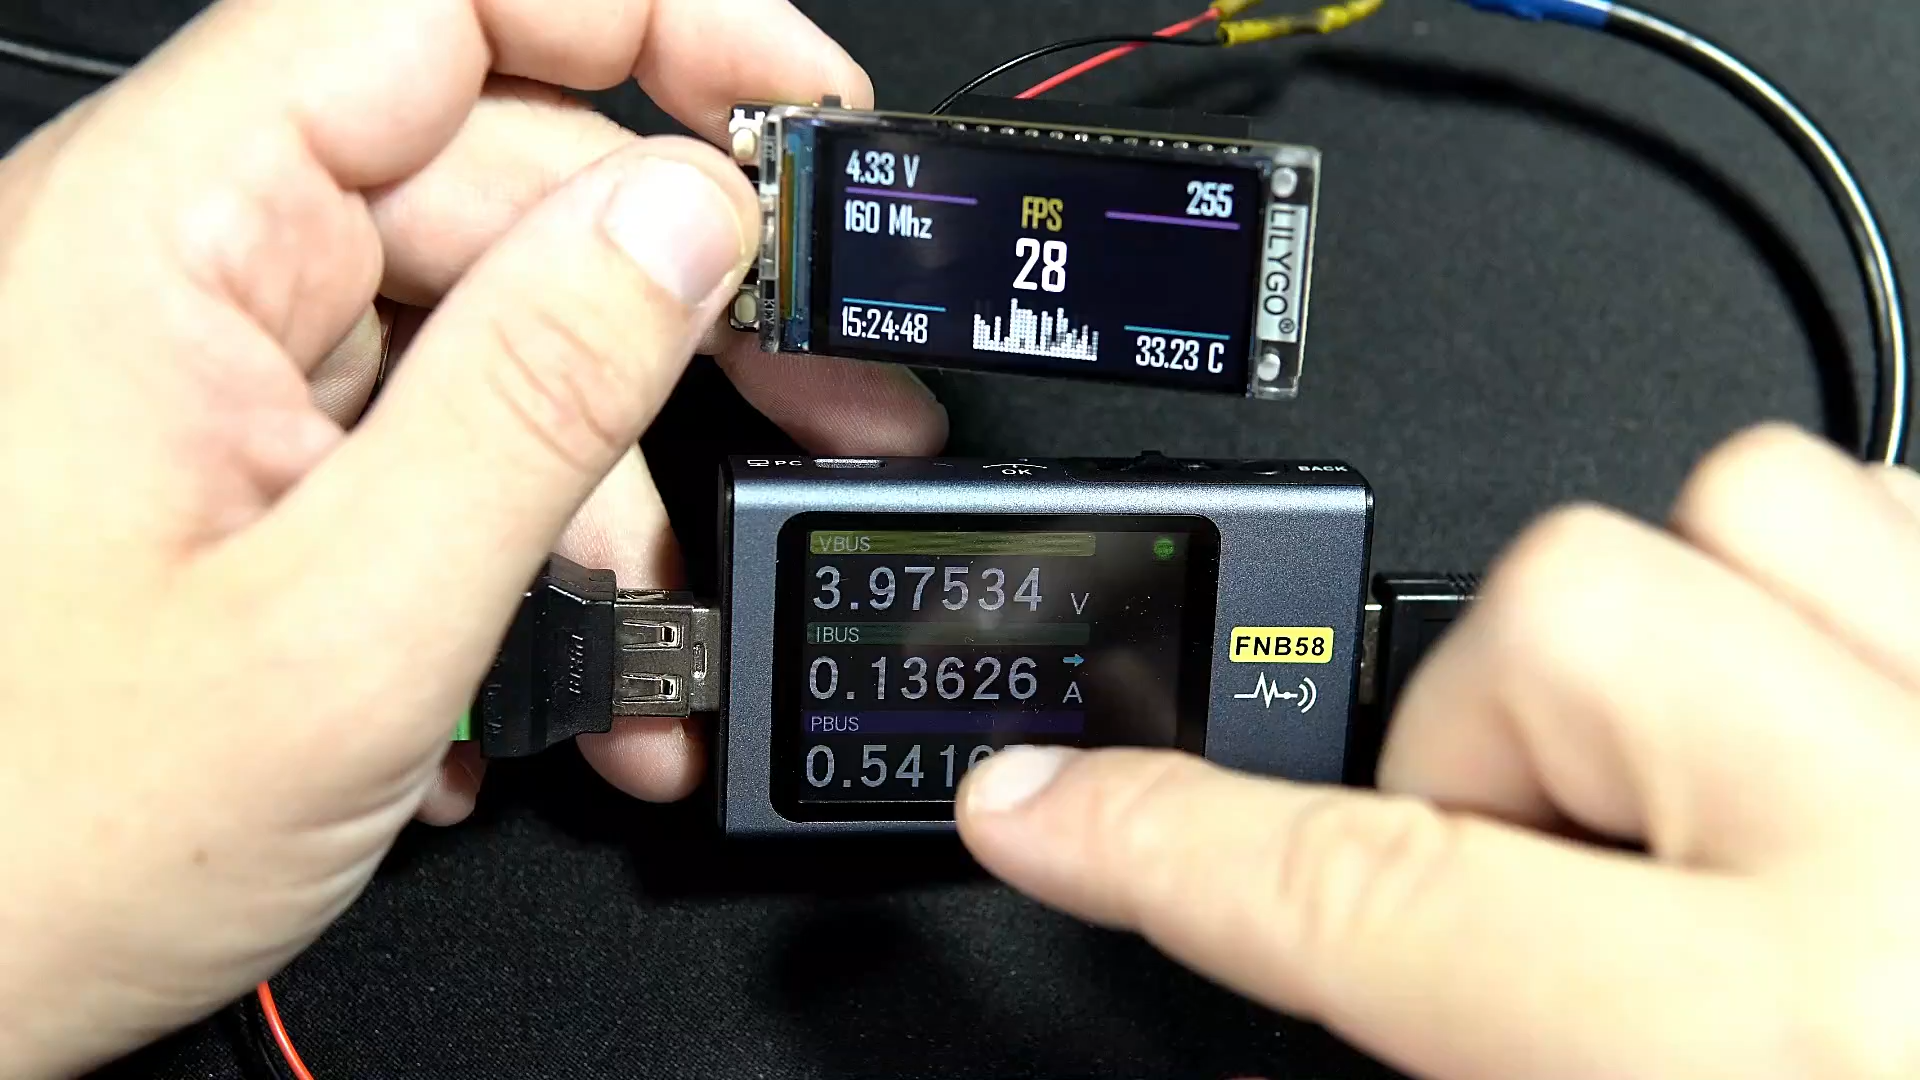 4.33 V
255
160 Mhz
FPS
28
15:24:48
33.23 C
LILYGO®
KEY
PC
OK
BACK
VBUS
3.97534 V
IBUS
0.13626 A
PBUS
0.541
FNB58